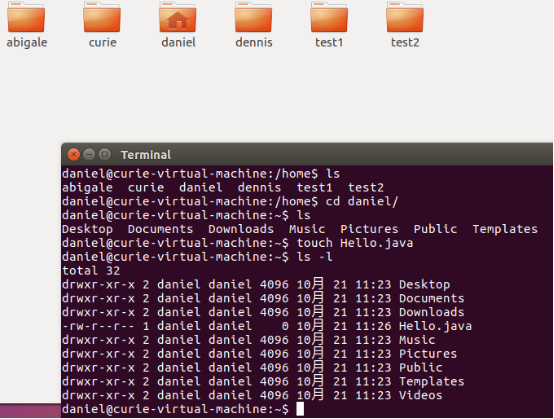 abigale curie daniel dennis test1 test2
Terminal
daniel@curie-virtual-machine:/home$ ls
abigale  curie  daniel  dennis  test1  test2
daniel@curie-virtual-machine:/home$ cd daniel/
daniel@curie-virtual-machine:~$ ls
Desktop  Documents  Downloads  Music  Pictures  Public  Templates
daniel@curie-virtual-machine:~$ touch Hello.java
daniel@curie-virtual-machine:~$ ls -l
total 32
drwxr-xr-x 2 daniel daniel 4096 10月 21 11:23 Desktop
drwxr-xr-x 2 daniel daniel 4096 10月 21 11:23 Documents
drwxr-xr-x 2 daniel daniel 4096 10月 21 11:23 Downloads
-rw-r--r-- 1 daniel daniel    0 10月 21 11:26 Hello.java
drwxr-xr-x 2 daniel daniel 4096 10月 21 11:23 Music
drwxr-xr-x 2 daniel daniel 4096 10月 21 11:23 Pictures
drwxr-xr-x 2 daniel daniel 4096 10月 21 11:23 Public
drwxr-xr-x 2 daniel daniel 4096 10月 21 11:23 Templates
drwxr-xr-x 2 daniel daniel 4096 10月 21 11:23 Videos
daniel@curie-virtual-machine:~$